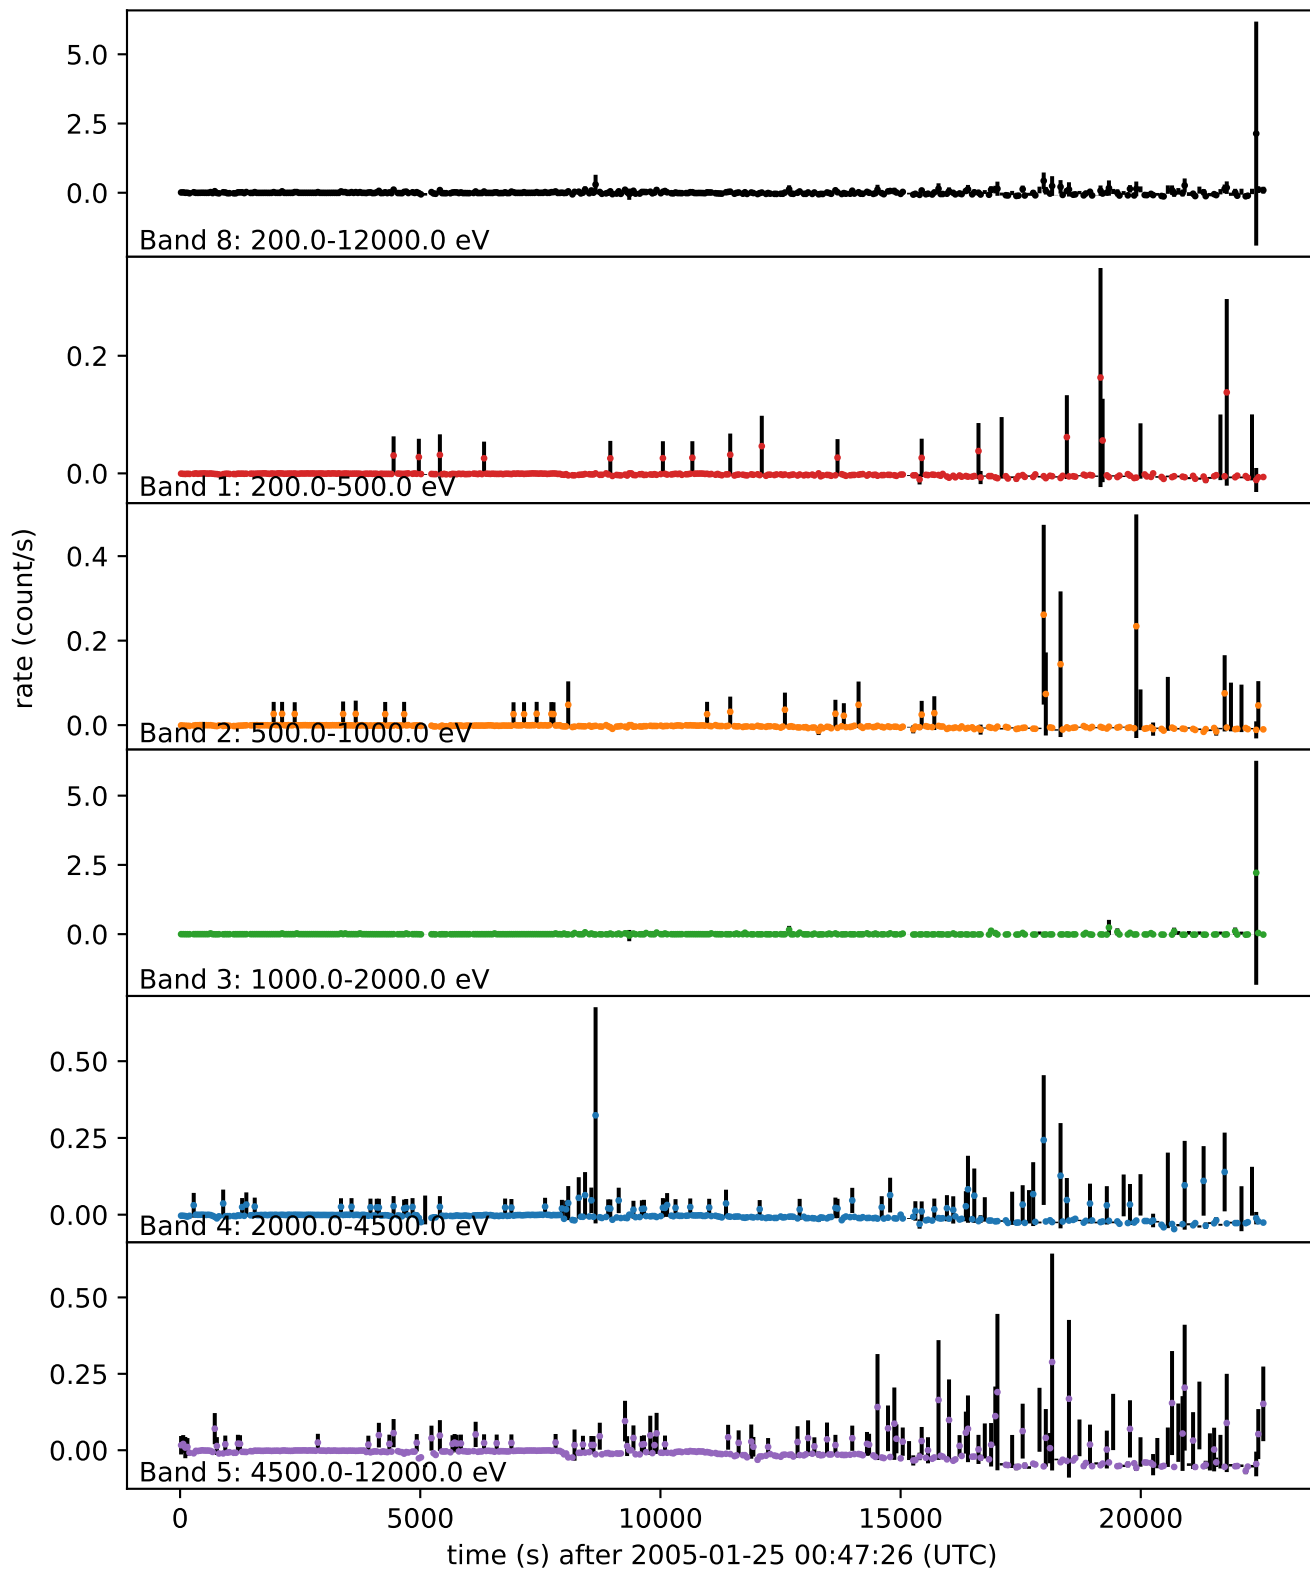 5.0
2.5
0.0
Band 8: 200.0-12000.0 eV
0.2
0.0
Band 1: 200.0-500.0 eV
rate (count/s)
0.4
0.2
0.0
Band 2: 500.0-1000.0 eV
5.0
2.5
0.0
Band 3: 1000.0-2000.0 eV
0.50
0.25
0.00
Band 4: 2000.0-4500.0 eV
0.50
0.25
0.00
Band 5: 4500.0-12000.0 eV
0 5000 10000 15000 20000
time (s) after 2005-01-25 00:47:26 (UTC)